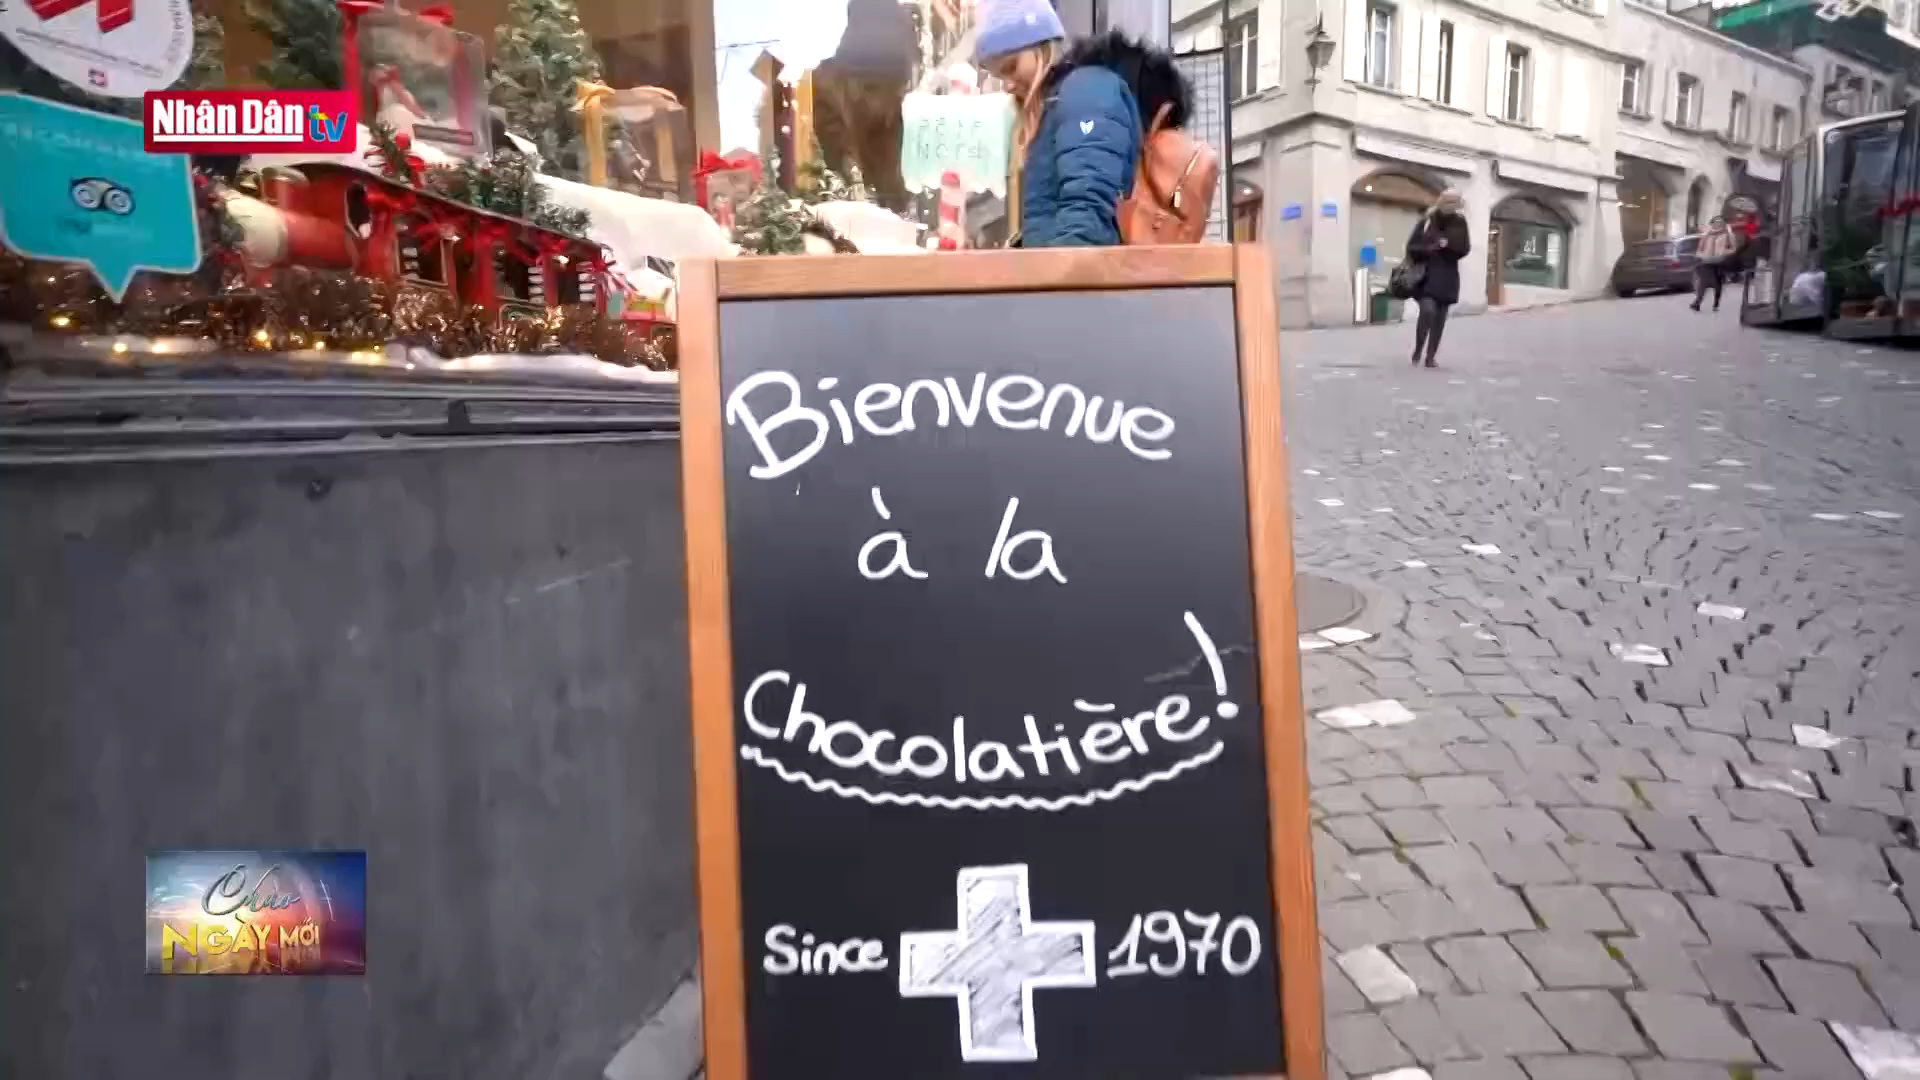 Nhân Dân tv
Bienvenue
à la
Chocolatière!
Since 1970
Chào
NGÀY MỚI